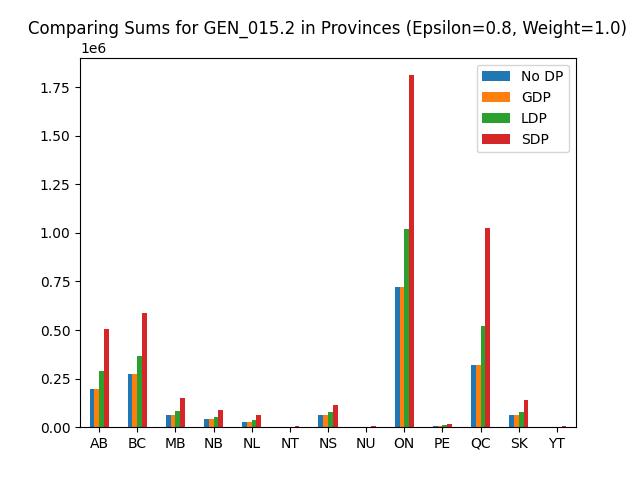 Comparing Sums for GEN_015.2 in Provinces (Epsilon=0.8, Weight=1.0)
1e6
No DP
GDP
LDP
SDP
1.75
1.50
1.25
1.00
0.75
0.50
0.25
0.00
AB BC MB NB NL NT NS NU ON PE QC SK YT